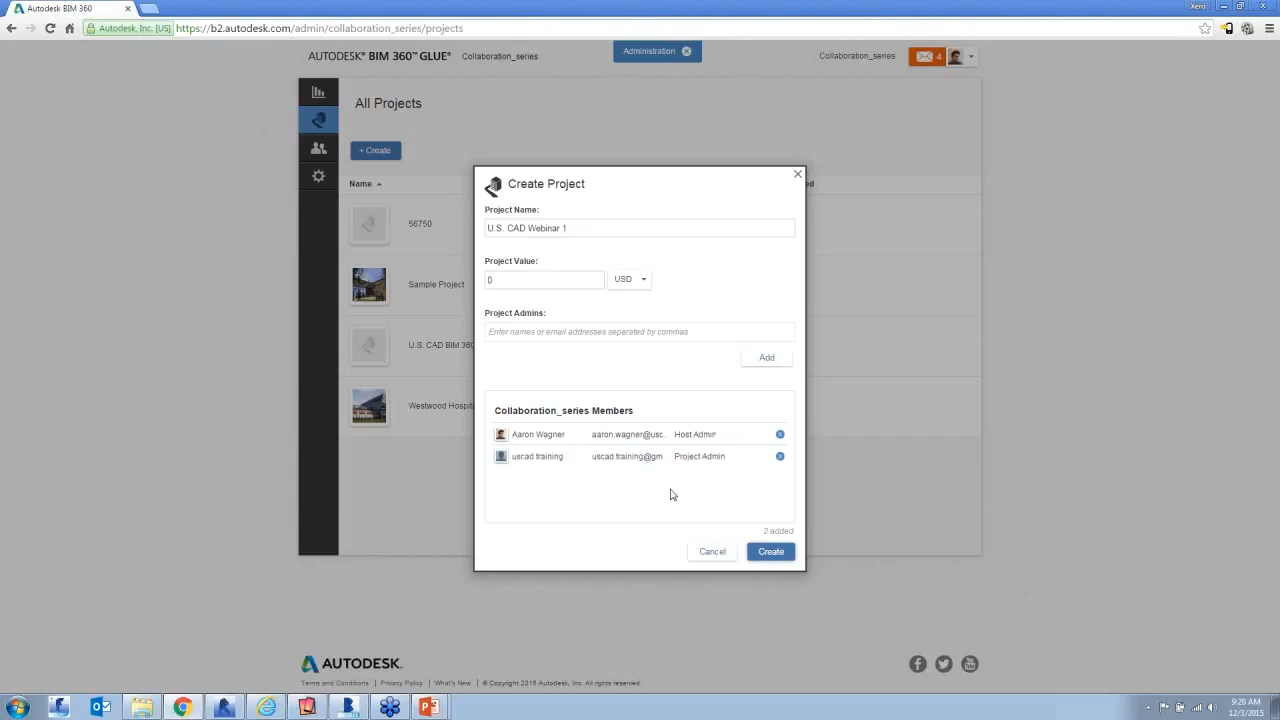 Autodesk BIM 360
Xero
Autodesk, Inc. [US] https://b2.autodesk.com/admin/collaboration_series/projects
AUTODESK® BIM 360™ GLUE® Collaboration_series
Administration
Collaboration_series
4
All Projects
+ Create
Name
ed
56750
Sample Project
U.S. CAD BIM 360
Westwood Hospit
Create Project
Project Name:
U.S. CAD Webinar 1
Project Value:
0
USD
Project Admins:
Enter names or email addresses separated by commas
Add
Collaboration_series Members
Aaron Wagner aaron.wagner@usc.. Host Admin
uscad training uscad training@gm.. Project Admin
2 added
Cancel
Create
AUTODESK.
Terms and Conditions | Privacy Policy | What's New | © Copyright 2015 Autodesk, Inc. All rights reserved.
9:20 AM
12/3/2015